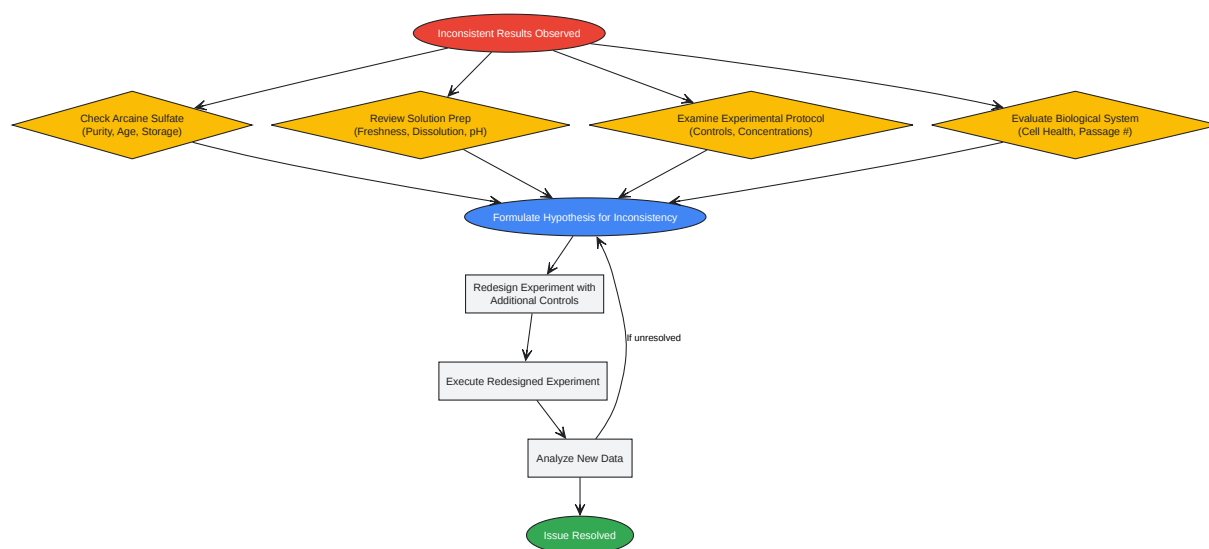 Inconsistent Results Observed
Check Arcaine Sulfate
(Purity, Age, Storage)
Review Solution Prep
(Freshness, Dissolution, pH)
Examine Experimental Protocol
(Controls, Concentrations)
Evaluate Biological System
(Cell Health, Passage #)
Formulate Hypothesis for Inconsistency
Redesign Experiment with
Additional Controls
If unresolved
Execute Redesigned Experiment
Analyze New Data
Issue Resolved